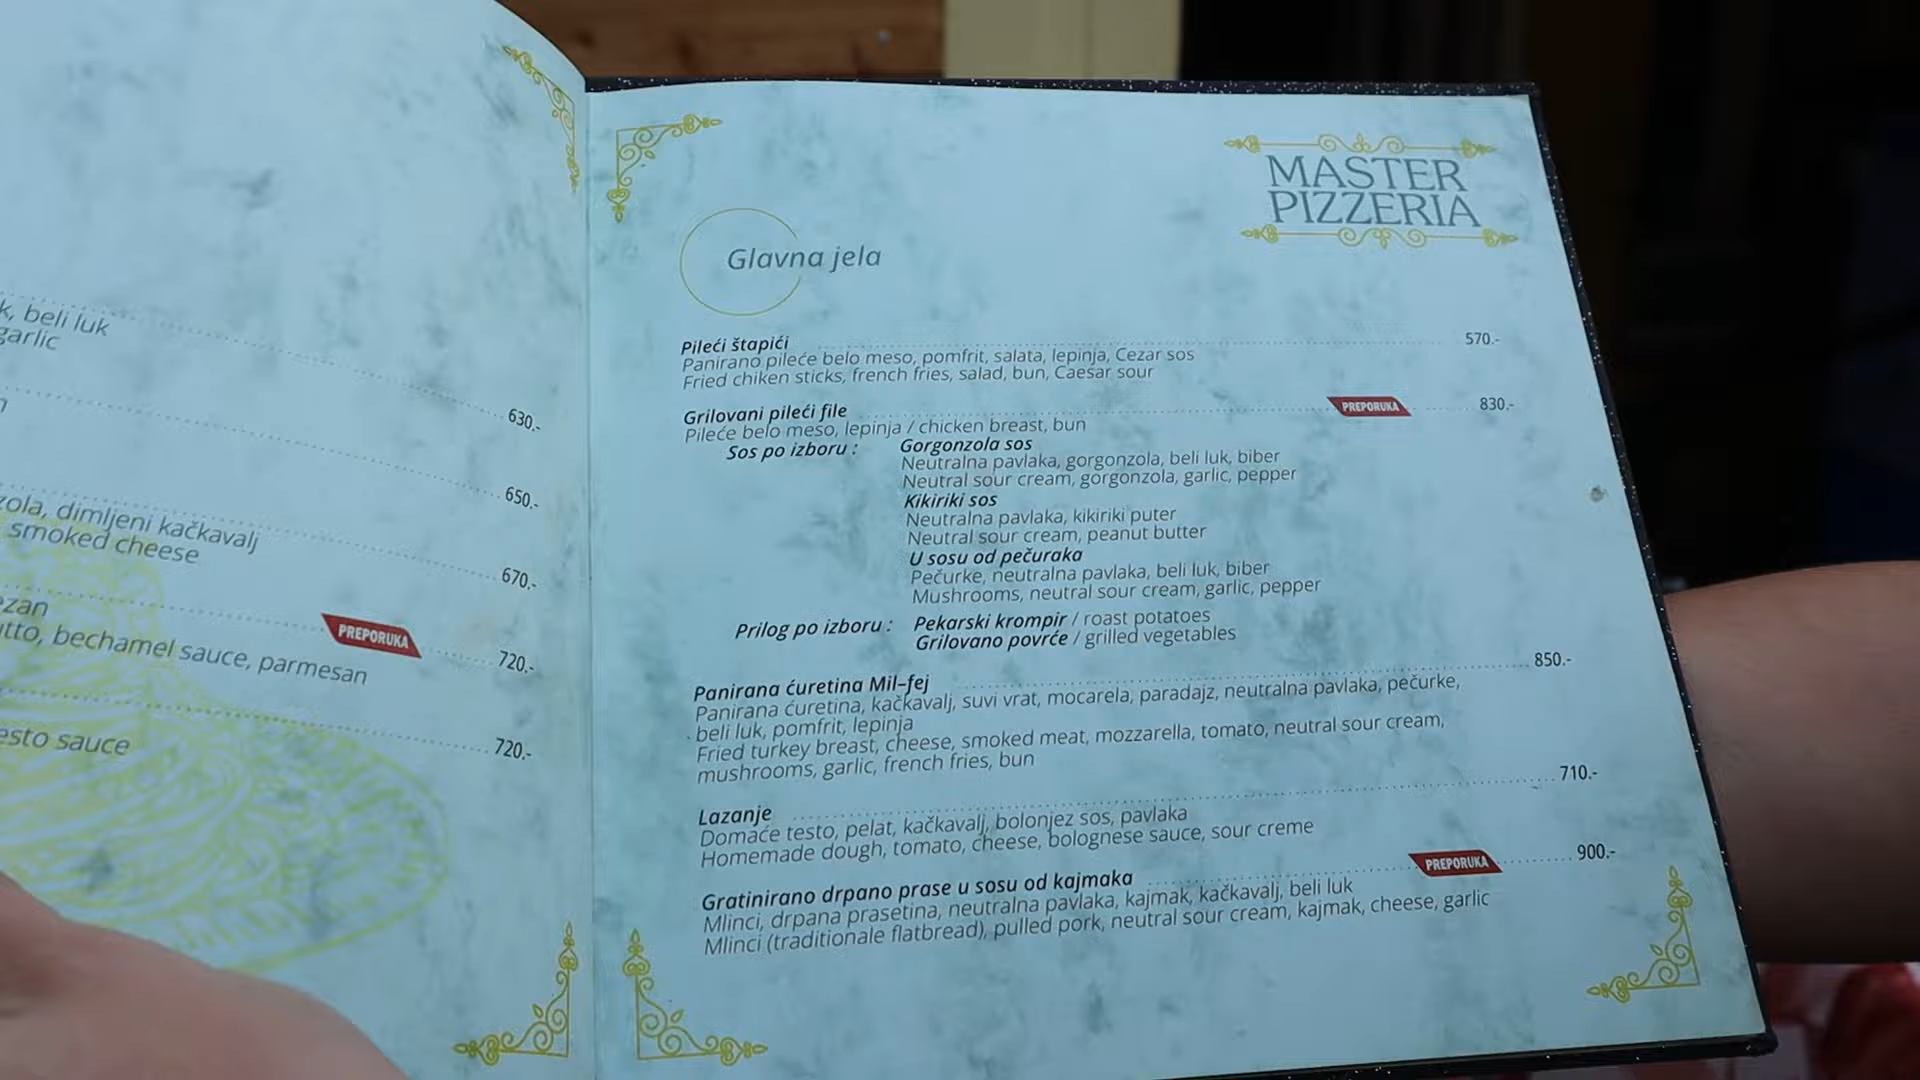 beli luk
garlic
630.-
650.-
dimljeni kačkavalj
smoked cheese
670.-
PREPORUKA
bechamel sauce, parmesan
720.-
sauce
720.-
MASTER
PIZZERIA
Glavna jela
Pileći štapići 570.-
Panirano pileće belo meso, pomfrit, salata, lepinja, Cezar sos
Fried chiken sticks, french fries, salad, bun, Caesar sour
Grilovani pileći file PREPORUKA 830.-
Pileće belo meso, lepinja / chicken breast, bun
Sos po izboru : Gorgonzola sos
Neutralna pavlaka, gorgonzola, beli luk, biber
Neutral sour cream, gorgonzola, garlic, pepper
Kikiriki sos
Neutralna pavlaka, kikiriki puter
Neutral sour cream, peanut butter
U sosu od pečuraka
Pečurke, neutralna pavlaka, beli luk, biber
Mushrooms, neutral sour cream, garlic, pepper
Prilog po izboru : Pekarski krompir / roast potatoes
Grilovano povrće / grilled vegetables
Panirana ćuretina Mil-fej 850.-
Panirana ćuretina, kačkavalj, suvi vrat, mocarela, paradajz, neutralna pavlaka, pečurke,
beli luk, pomfrit, lepinja
Fried turkey breast, cheese, smoked meat, mozzarella, tomato, neutral sour cream,
mushrooms, garlic, french fries, bun
Lazanje 710.-
Domaće testo, pelat, kačkavalj, bolonjez sos, pavlaka
Homemade dough, tomato, cheese, bolognese sauce, sour creme
Gratinirano drpano prase u sosu od kajmaka PREPORUKA 900.-
Mlinci, drpana prasetina, neutralna pavlaka, kajmak, kačkavalj, beli luk
Mlinci (traditionale flatbread), pulled pork, neutral sour cream, kajmak, cheese, garlic